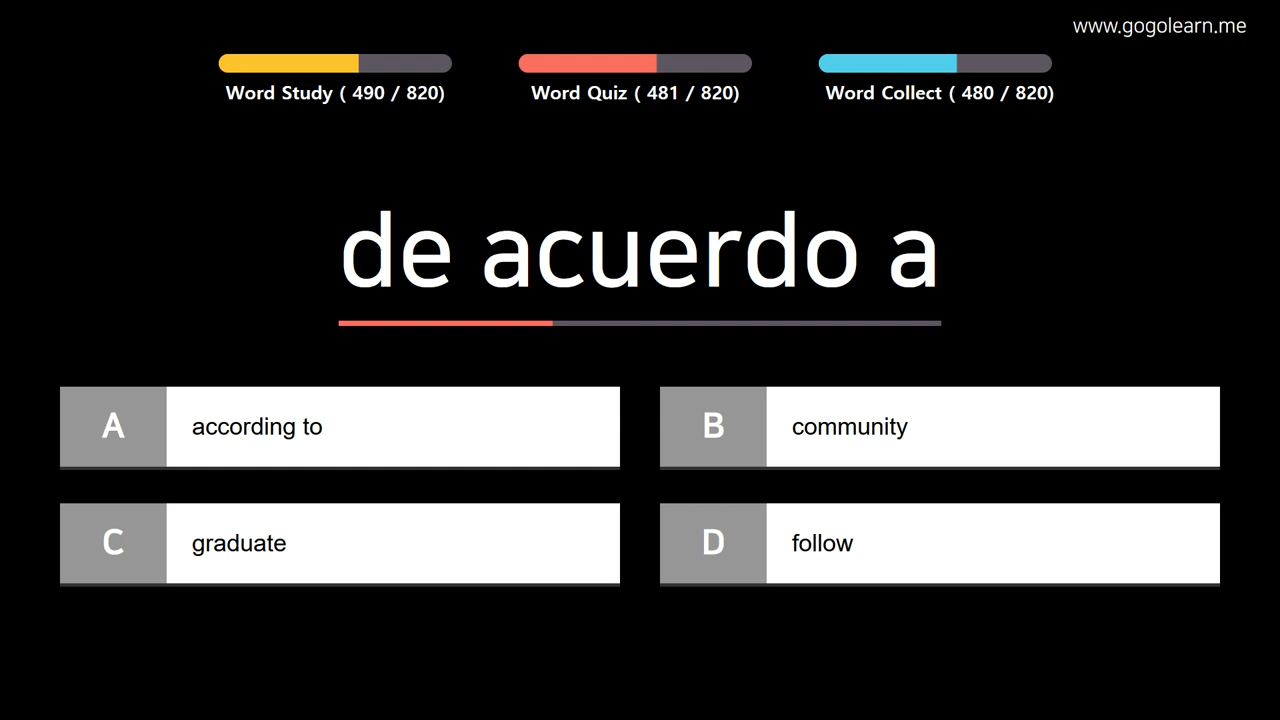 www.gogolearn.me
Word Study ( 490 / 820)
Word Quiz ( 481 / 820)
Word Collect ( 480 / 820)
de acuerdo a
A
according to
B
community
C
graduate
D
follow